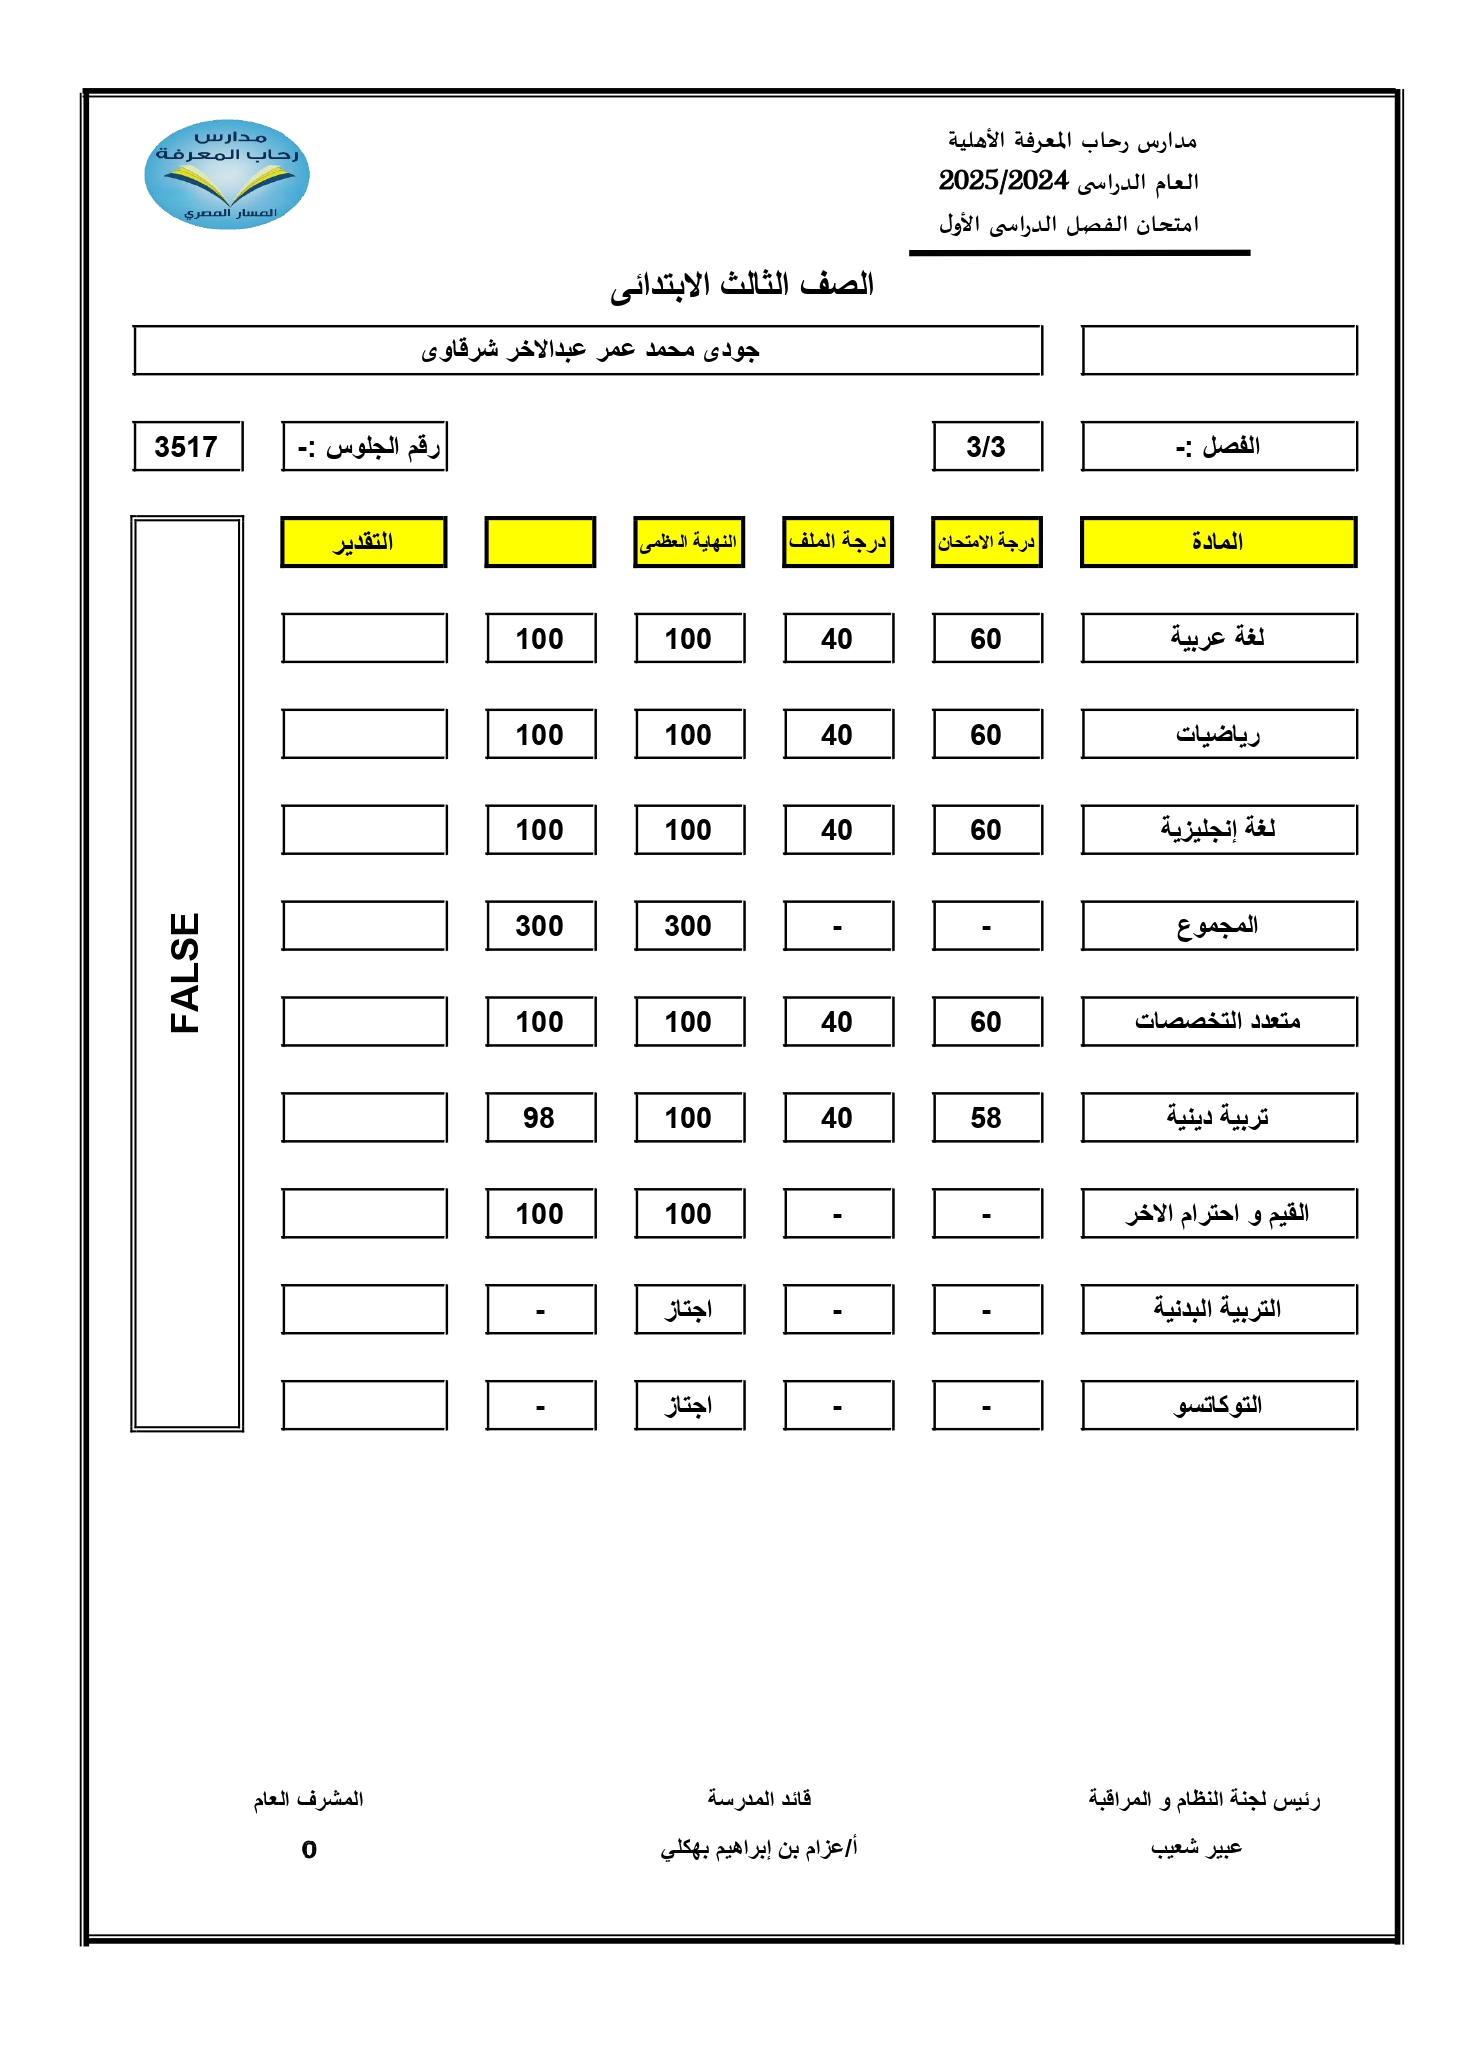 مدارس رحاب المعرفة الأهلية
العام الدراسى 2025/2024
امتحان الفصل الدراسى الأول
مدارس
رحاب المعرفة
المسار المصري
الصف الثالث الابتدائى
جودى محمد عمر عبدالاخر شرقاوى
الفصل :- 3/3 رقم الجلوس :- 3517
المادة درجة الامتحان درجة الملف النهاية العظمى التقدير
لغة عربية 60 40 100 100
رياضيات 60 40 100 100
لغة إنجليزية 60 40 100 100
المجموع - - 300 300
متعدد التخصصات 60 40 100 100
تربية دينية 58 40 100 98
القيم و احترام الاخر - - 100 100
التربية البدنية - - اجتاز -
التوكاتسو - - اجتاز -
FALSE
رئيس لجنة النظام و المراقبة قائد المدرسة المشرف العام
عبير شعيب أ/عزام بن إبراهيم بهكلي 0